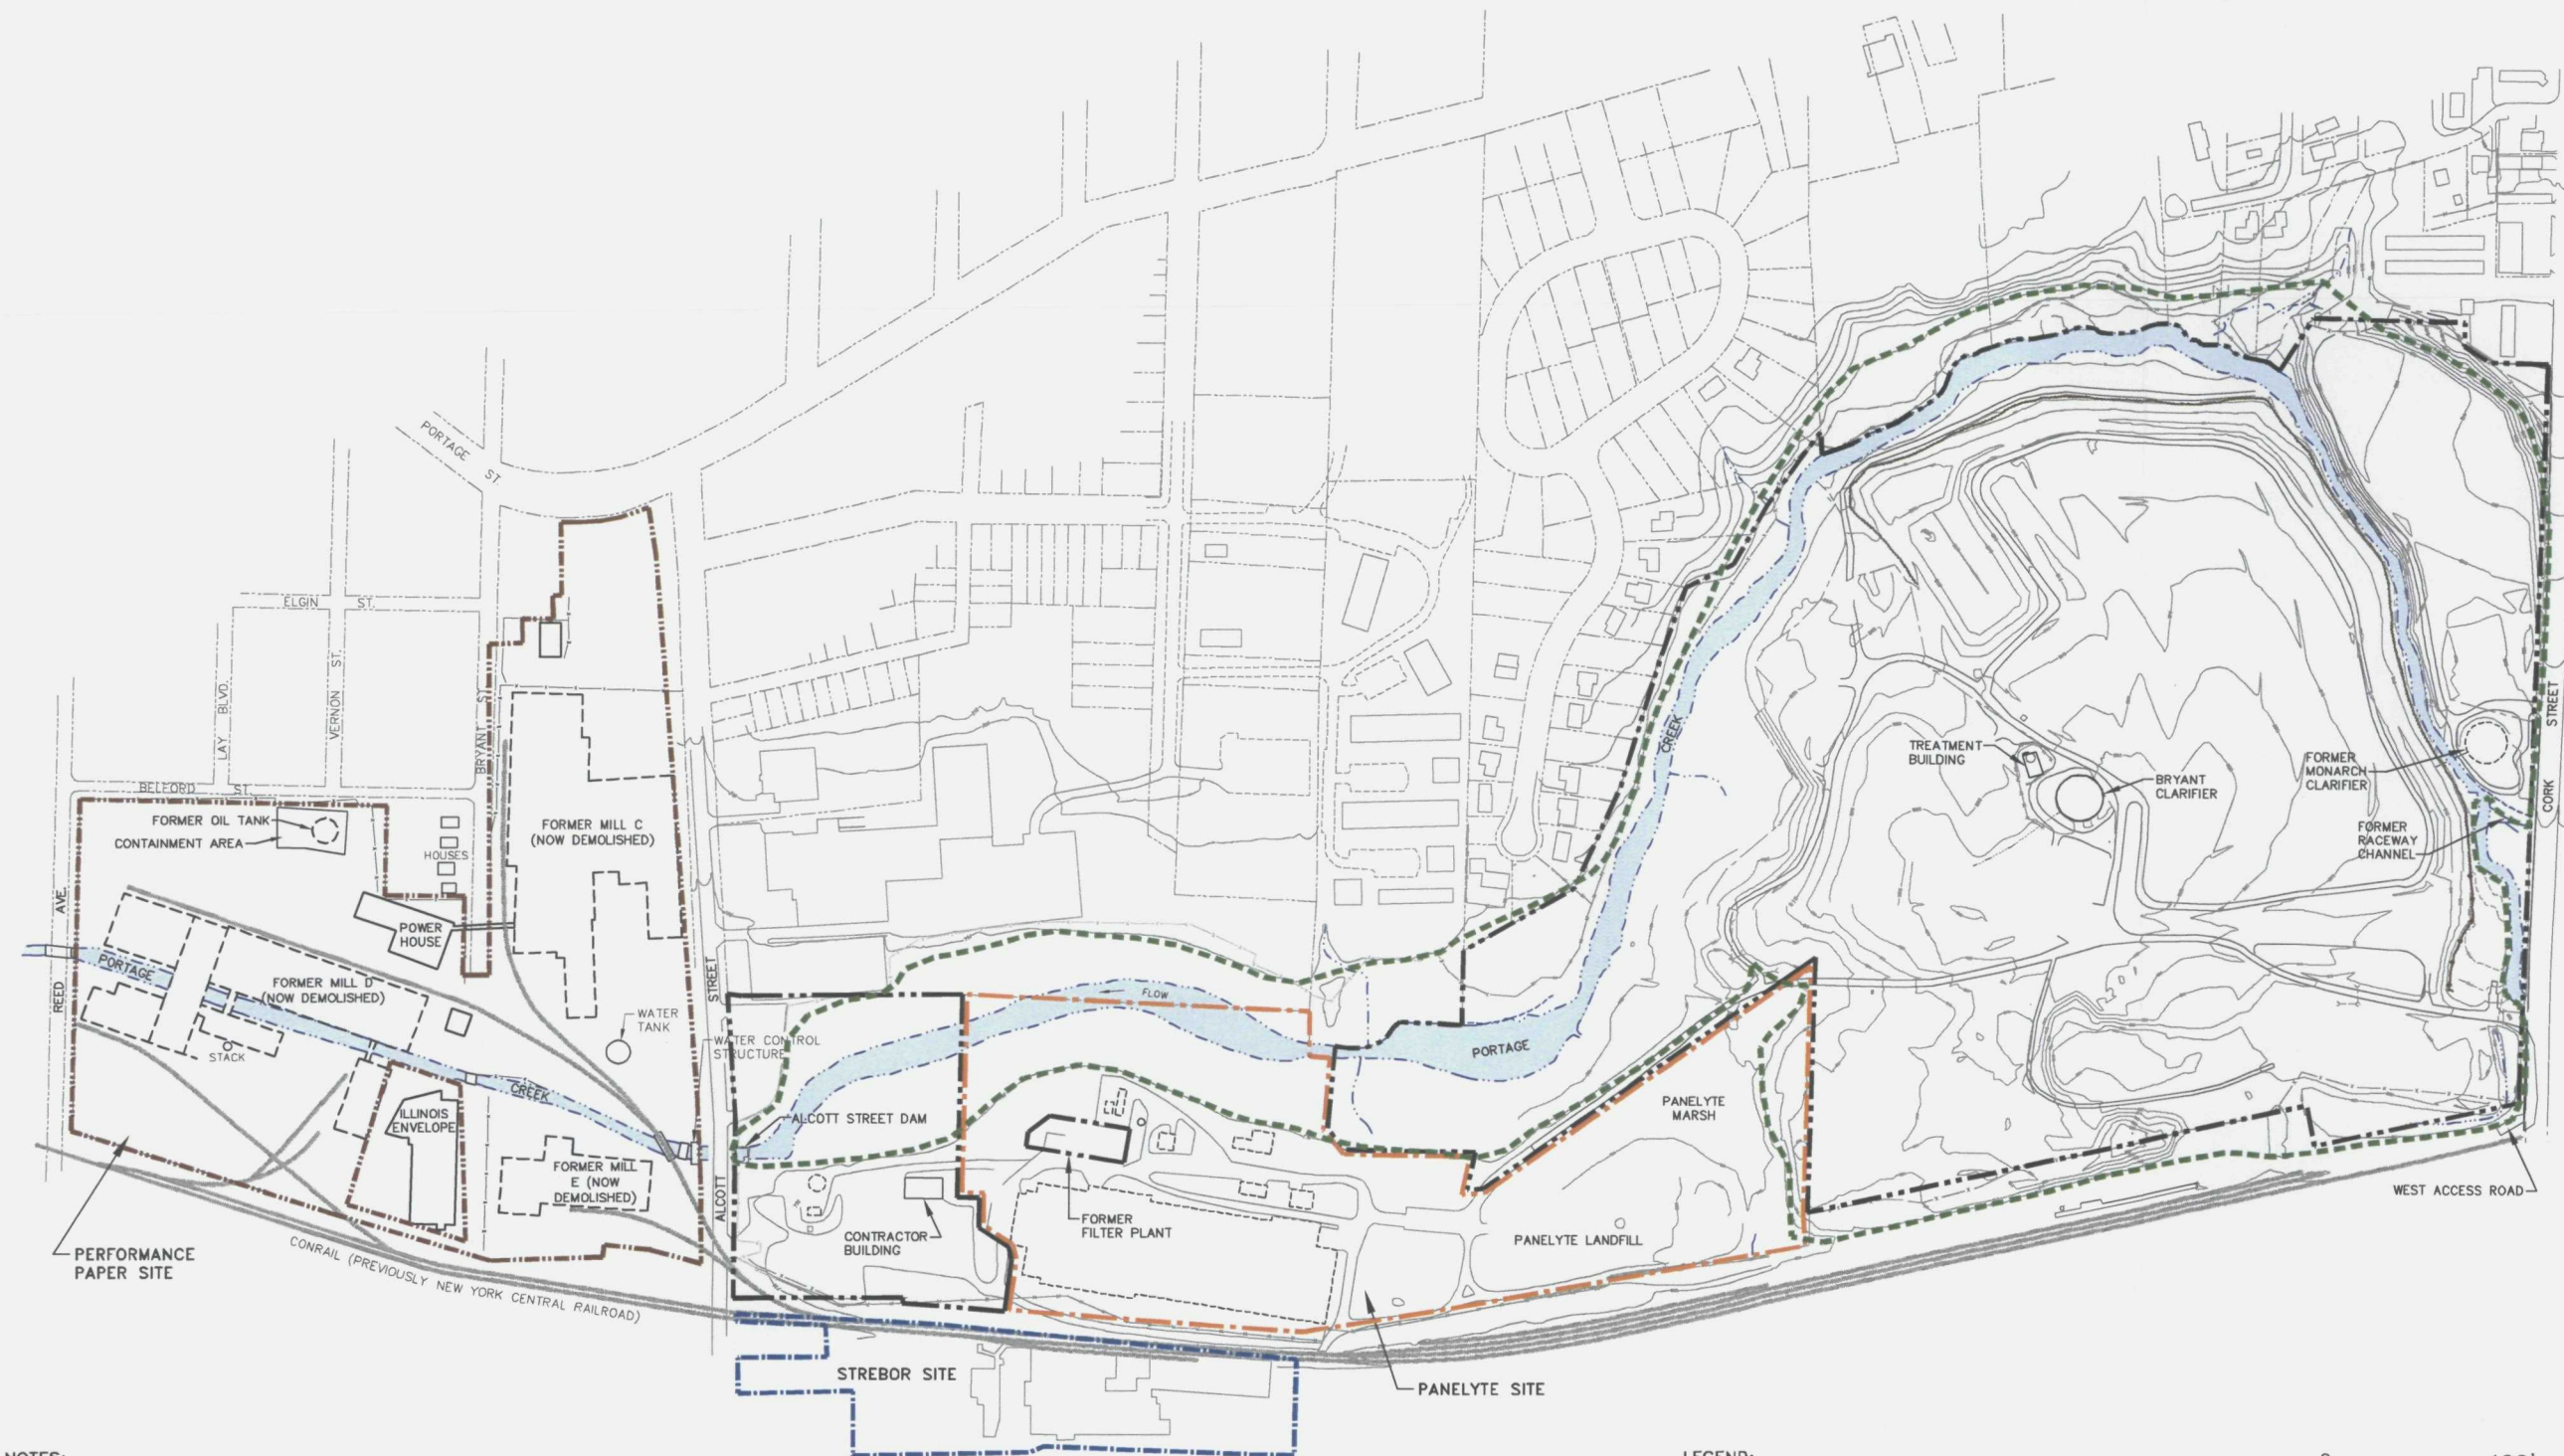 PORTAGE ST.
ELGIN ST.
LAY BLVD.
VERNON ST.
BRYANT ST.
BELFORD ST.
FORMER OIL TANK
CONTAINMENT AREA
HOUSES
FORMER MILL C
(NOW DEMOLISHED)
POWER
HOUSE
REED AVE.
PORTAGE
FORMER MILL D
(NOW DEMOLISHED)
STACK
WATER
TANK
CREEK
ILLINOIS
ENVELOPE
FORMER MILL
E (NOW
DEMOLISHED)
PERFORMANCE
PAPER SITE
CONRAIL (PREVIOUSLY NEW YORK CENTRAL RAILROAD)
ALCOTT STREET
WATER CONTROL
STRUCTURE
ALCOTT STREET DAM
FLOW
CONTRACTOR
BUILDING
FORMER
FILTER PLANT
STREBOR SITE
PANELYTE SITE
PANELYTE LANDFILL
PANELYTE
MARSH
PORTAGE
CREEK
TREATMENT
BUILDING
BRYANT
CLARIFIER
FORMER
MONARCH
CLARIFIER
FORMER
RACEWAY
CHANNEL
CORK STREET
WEST ACCESS ROAD
NOTES:
LEGEND: